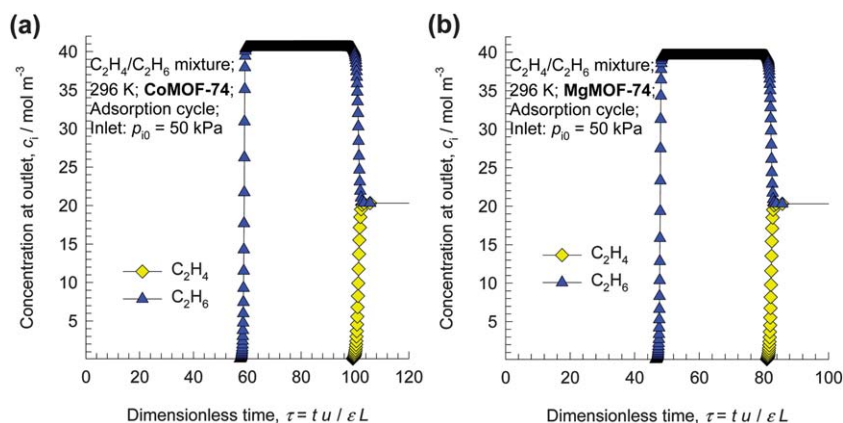 (a)
40
35
30
25
20
15
10
5
Concentration at outlet, cᵢ / mol m⁻³
C₂H₄/C₂H₆ mixture;
296 K; CoMOF-74;
Adsorption cycle;
Inlet: pᵢ₀ = 50 kPa
C₂H₄
C₂H₆
0 20 40 60 80 100 120
Dimensionless time, τ = t u / ε L
(b)
40
35
30
25
20
15
10
5
Concentration at outlet, cᵢ / mol m⁻³
C₂H₄/C₂H₆ mixture;
296 K; MgMOF-74;
Adsorption cycle;
Inlet: pᵢ₀ = 50 kPa
C₂H₄
C₂H₆
0 20 40 60 80 100
Dimensionless time, τ = t u / ε L